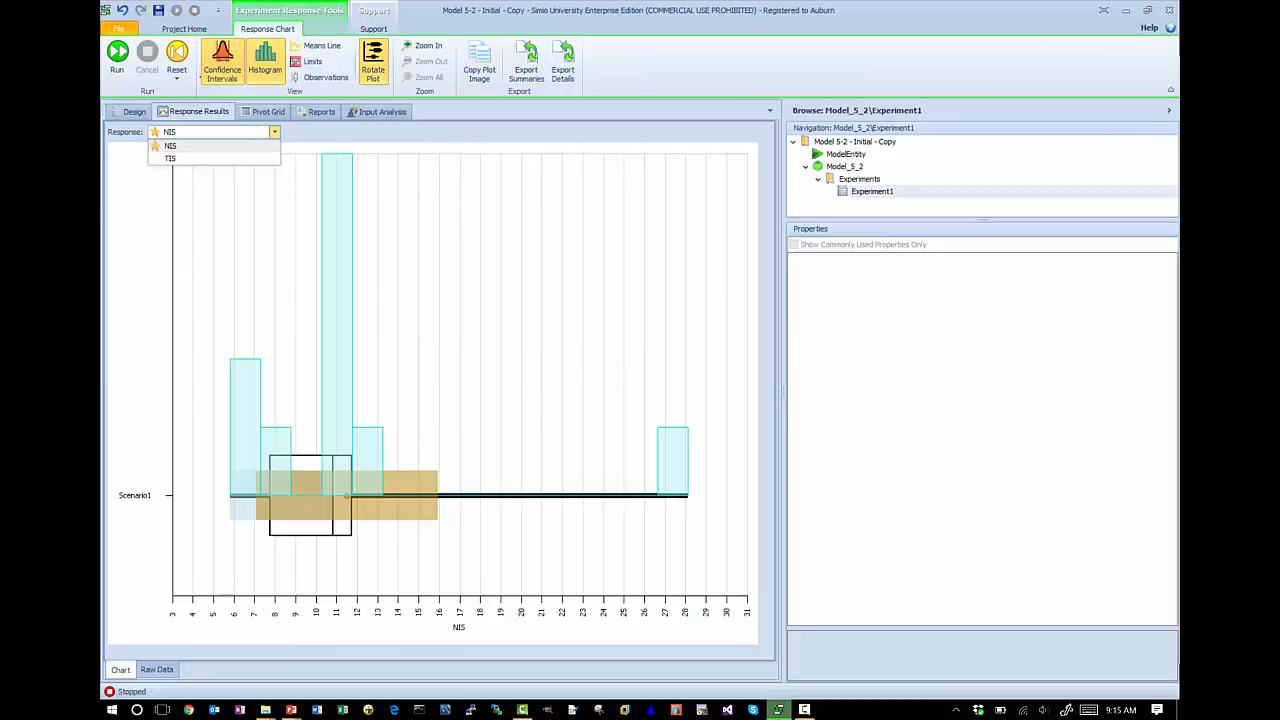 Experiment Response Tools
Support
Model 5-2 - Initial - Copy - Simio University Enterprise Edition (COMMERCIAL USE PROHIBITED) - Registered to Auburn
File
Project Home
Response Chart
Support
Help
Run
Cancel
Reset
Confidence Intervals
Histogram
Means Line
Limits
Observations
Rotate Plot
Zoom In
Zoom Out
Zoom All
Copy Plot Image
Export Summaries
Export Details
Run
View
Zoom
Export
Design
Response Results
Pivot Grid
Reports
Input Analysis
Browse: Model_5_2\Experiment1
Response:
NIS
NIS
TIS
Navigation: Model_5_2\Experiment1
Model 5-2 - Initial - Copy
ModelEntity
Model_5_2
Experiments
Experiment1
Properties
Show Commonly Used Properties Only
Scenario1
3 4 5 6 7 8 9 10 11 12 13 14 15 16 17 18 19 20 21 22 23 24 25 26 27 28 29 30 31
NIS
Chart
Raw Data
Stopped
9:15 AM